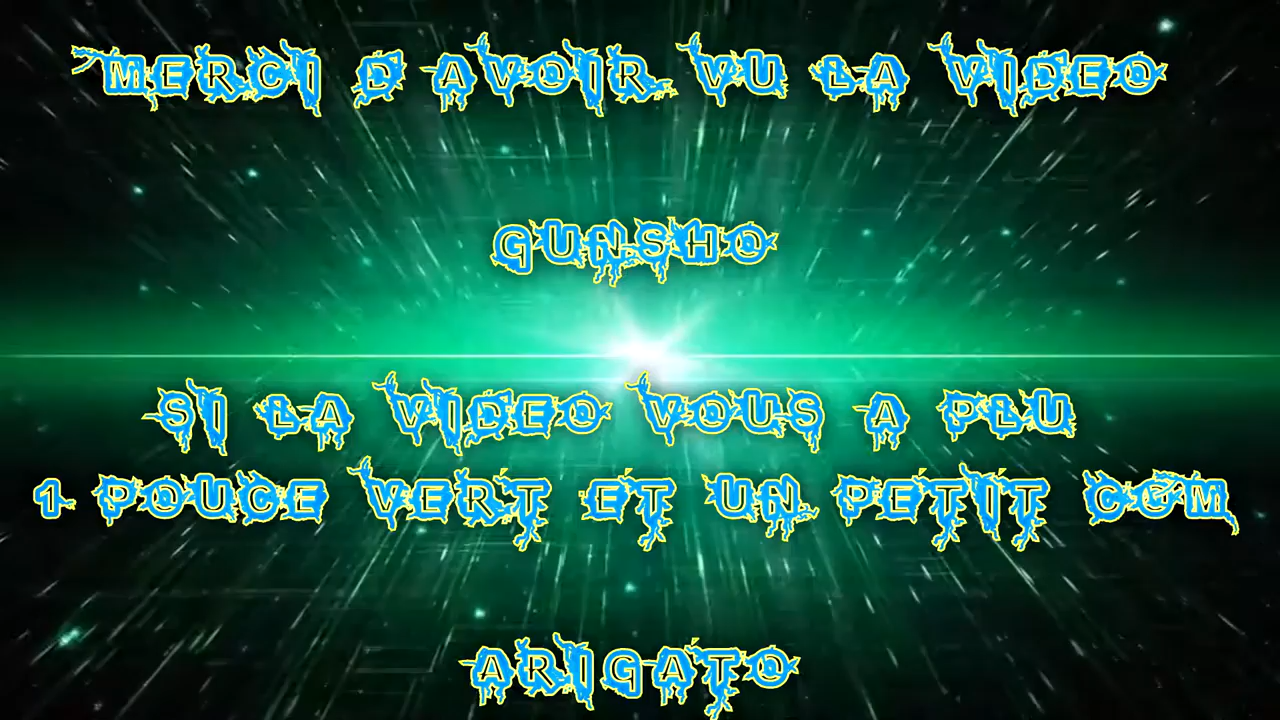 MERCI D AVOIR VU LA VIDEO
GUNSHO
SI LA VIDEO VOUS A PLU
1 POUCE VERT ET UN PETIT COM
ARIGATO